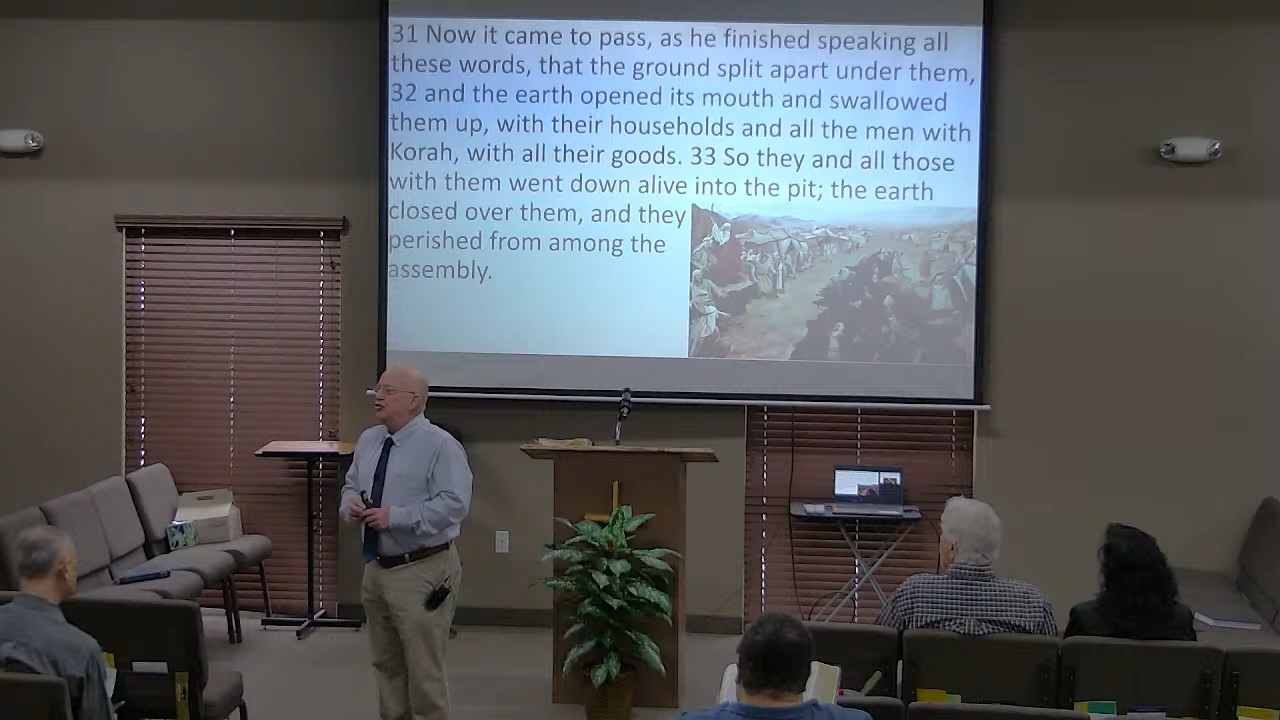 31 Now it came to pass, as he finished speaking all
these words, that the ground split apart under them,
32 and the earth opened its mouth and swallowed
them up, with their households and all the men with
Korah, with all their goods. 33 So they and all those
with them went down alive into the pit; the earth
closed over them, and they
perished from among the
assembly.